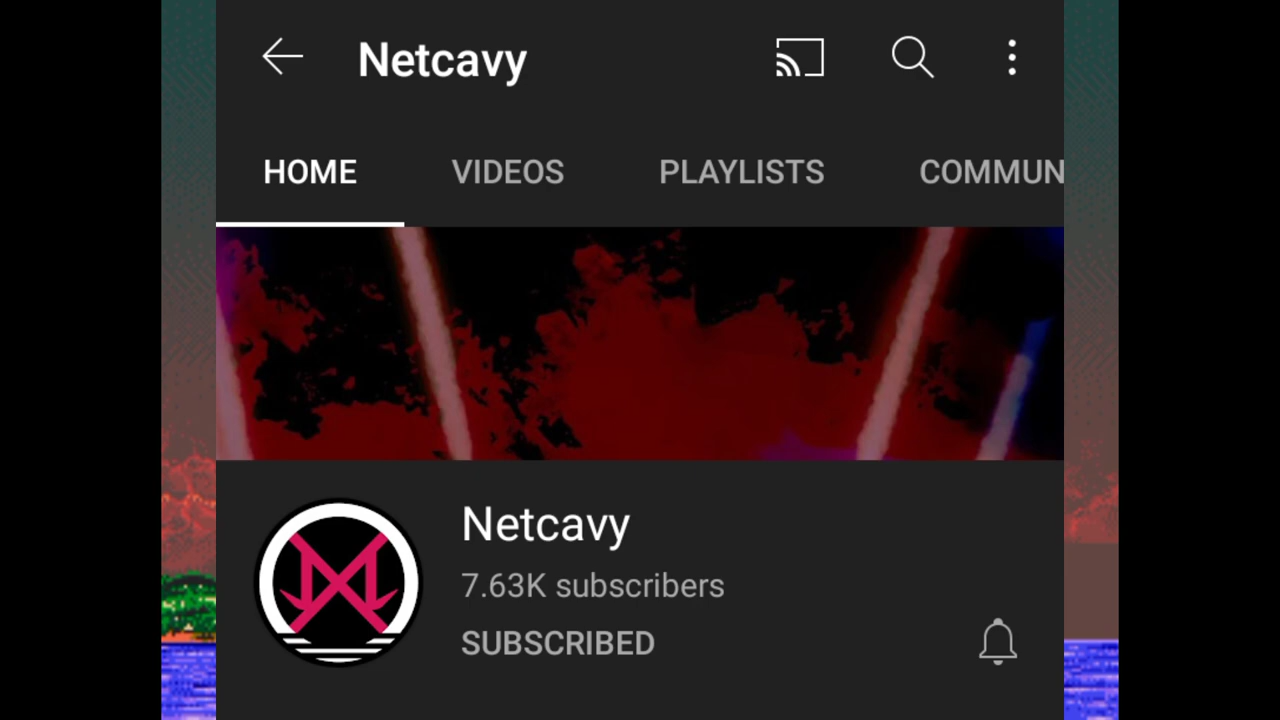 Netcavy
HOME VIDEOS PLAYLISTS COMMUN
Netcavy
7.63K subscribers
SUBSCRIBED